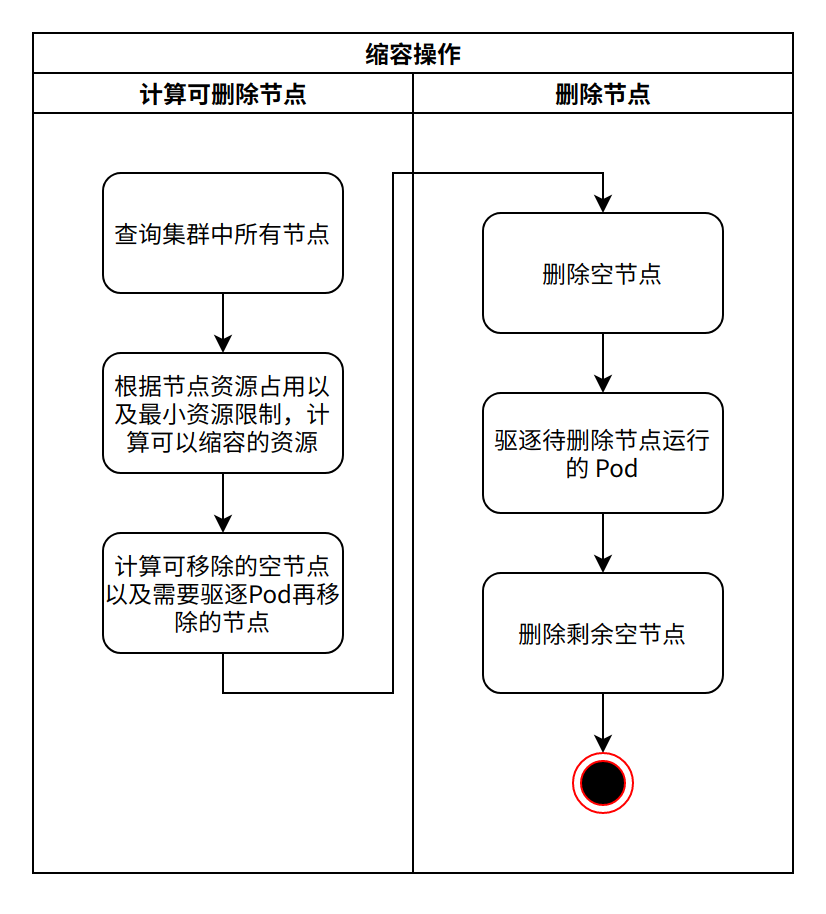 缩容操作
计算可删除节点
删除节点
查询集群中所有节点
根据节点资源占用以
及最小资源限制，计
算可以缩容的资源
计算可移除的空节点
以及需要驱逐Pod再移
除的节点
删除空节点
驱逐待删除节点运行
的 Pod
删除剩余空节点